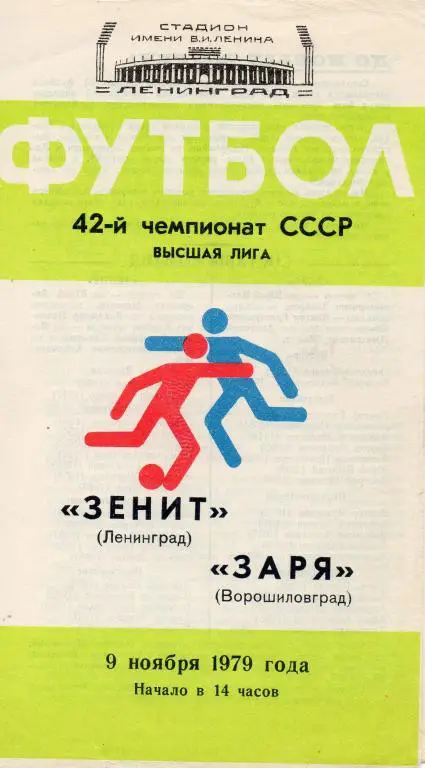 СТАДИОН
ИМЕНИ В.И. ЛЕНИНА
ЛЕНИНГРАД
ФУТБОЛ
42-й чемпионат СССР
ВЫСШАЯ ЛИГА
«ЗЕНИТ»
(Ленинград)
«ЗАРЯ»
(Ворошиловград)
9 ноября 1979 года
Начало в 14 часов